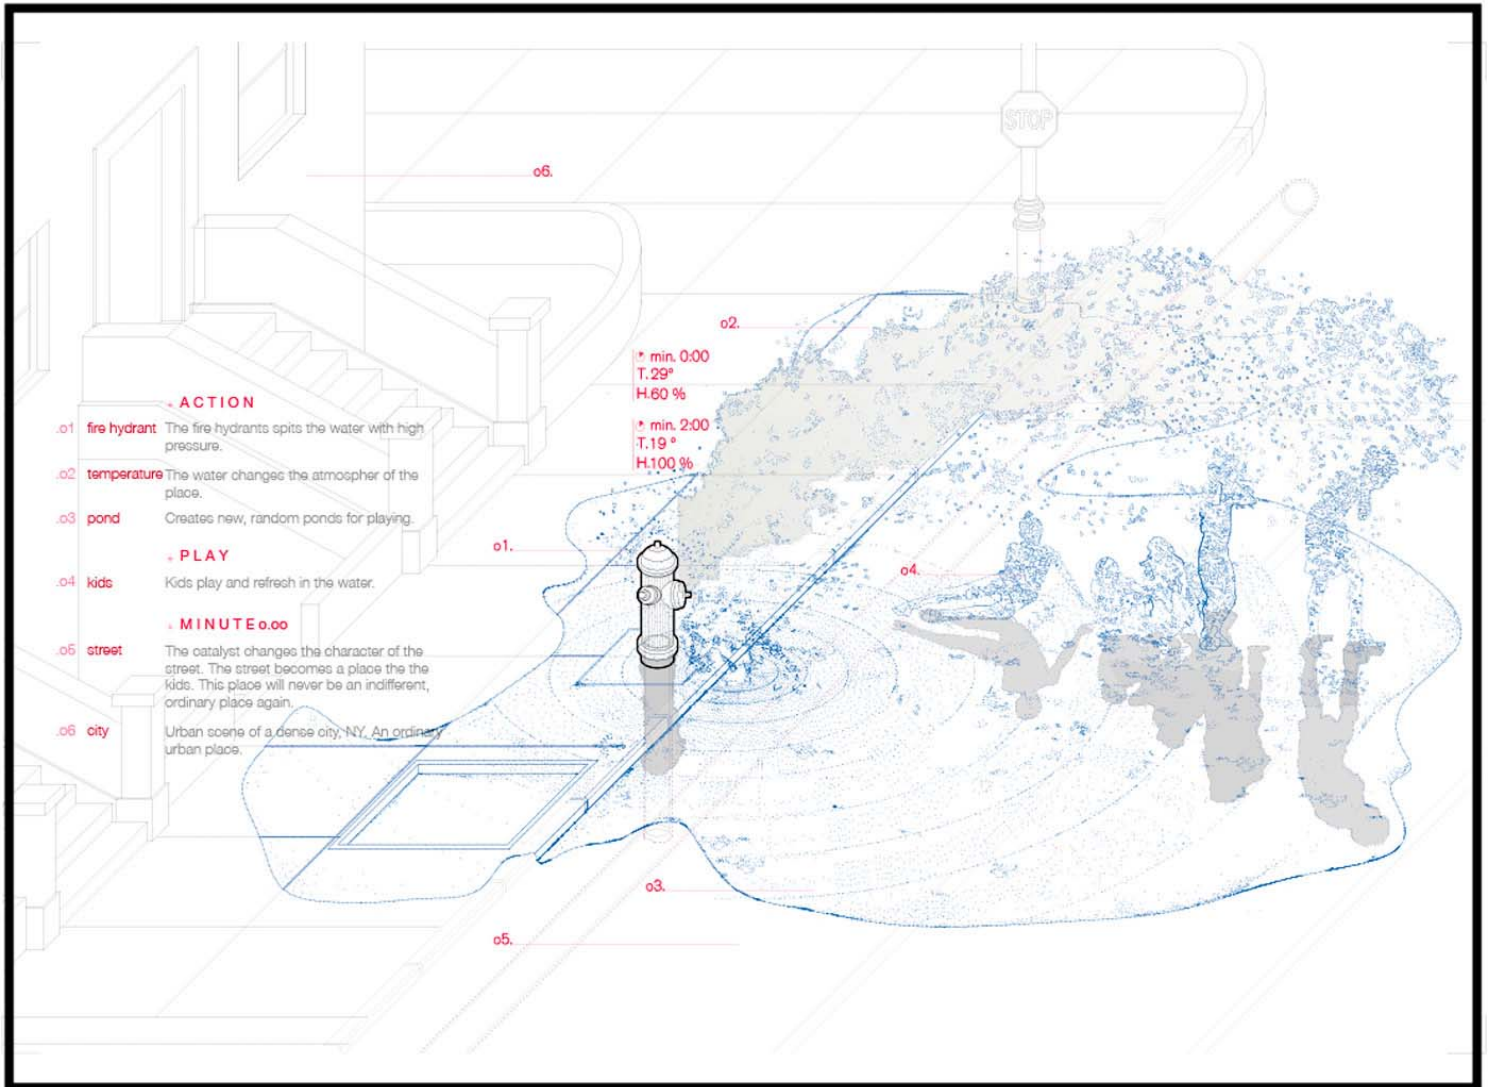 STOP
o6.
o2.
min. 0:00
T. 29°
H.60 %
min. 2:00
T.19 °
H.100 %
+ ACTION
.o1 fire hydrant The fire hydrants spits the water with high
pressure.
.o2 temperature The water changes the atmospher of the
place.
.o3 pond Creates new, random ponds for playing.
+ PLAY
.o4 kids Kids play and refresh in the water.
+ MINUTE 0.00
.o5 street The catalyst changes the character of the
street. The street becomes a place the the
kids. This place will never be an indifferent,
ordinary place again.
.o6 city Urban scene of a dense city, NY. An ordinary
urban place.
o1.
o4.
o3.
o5.